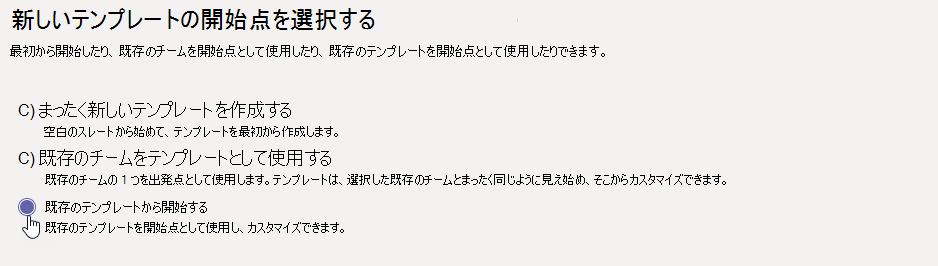 新しいテンプレートの開始点を選択する
最初から開始したり、既存のチームを開始点として使用したり、既存のテンプレートを開始点として使用したりできます。
C) まったく新しいテンプレートを作成する
空白のスレートから始めて、テンプレートを最初から作成します。
C) 既存のチームをテンプレートとして使用する
既存のチームの 1 つを出発点として使用します。テンプレートは、選択した既存のチームとまったく同じように見え始め、そこからカスタマイズできます。
既存のテンプレートから開始する
既存のテンプレートを開始点として使用し、カスタマイズできます。